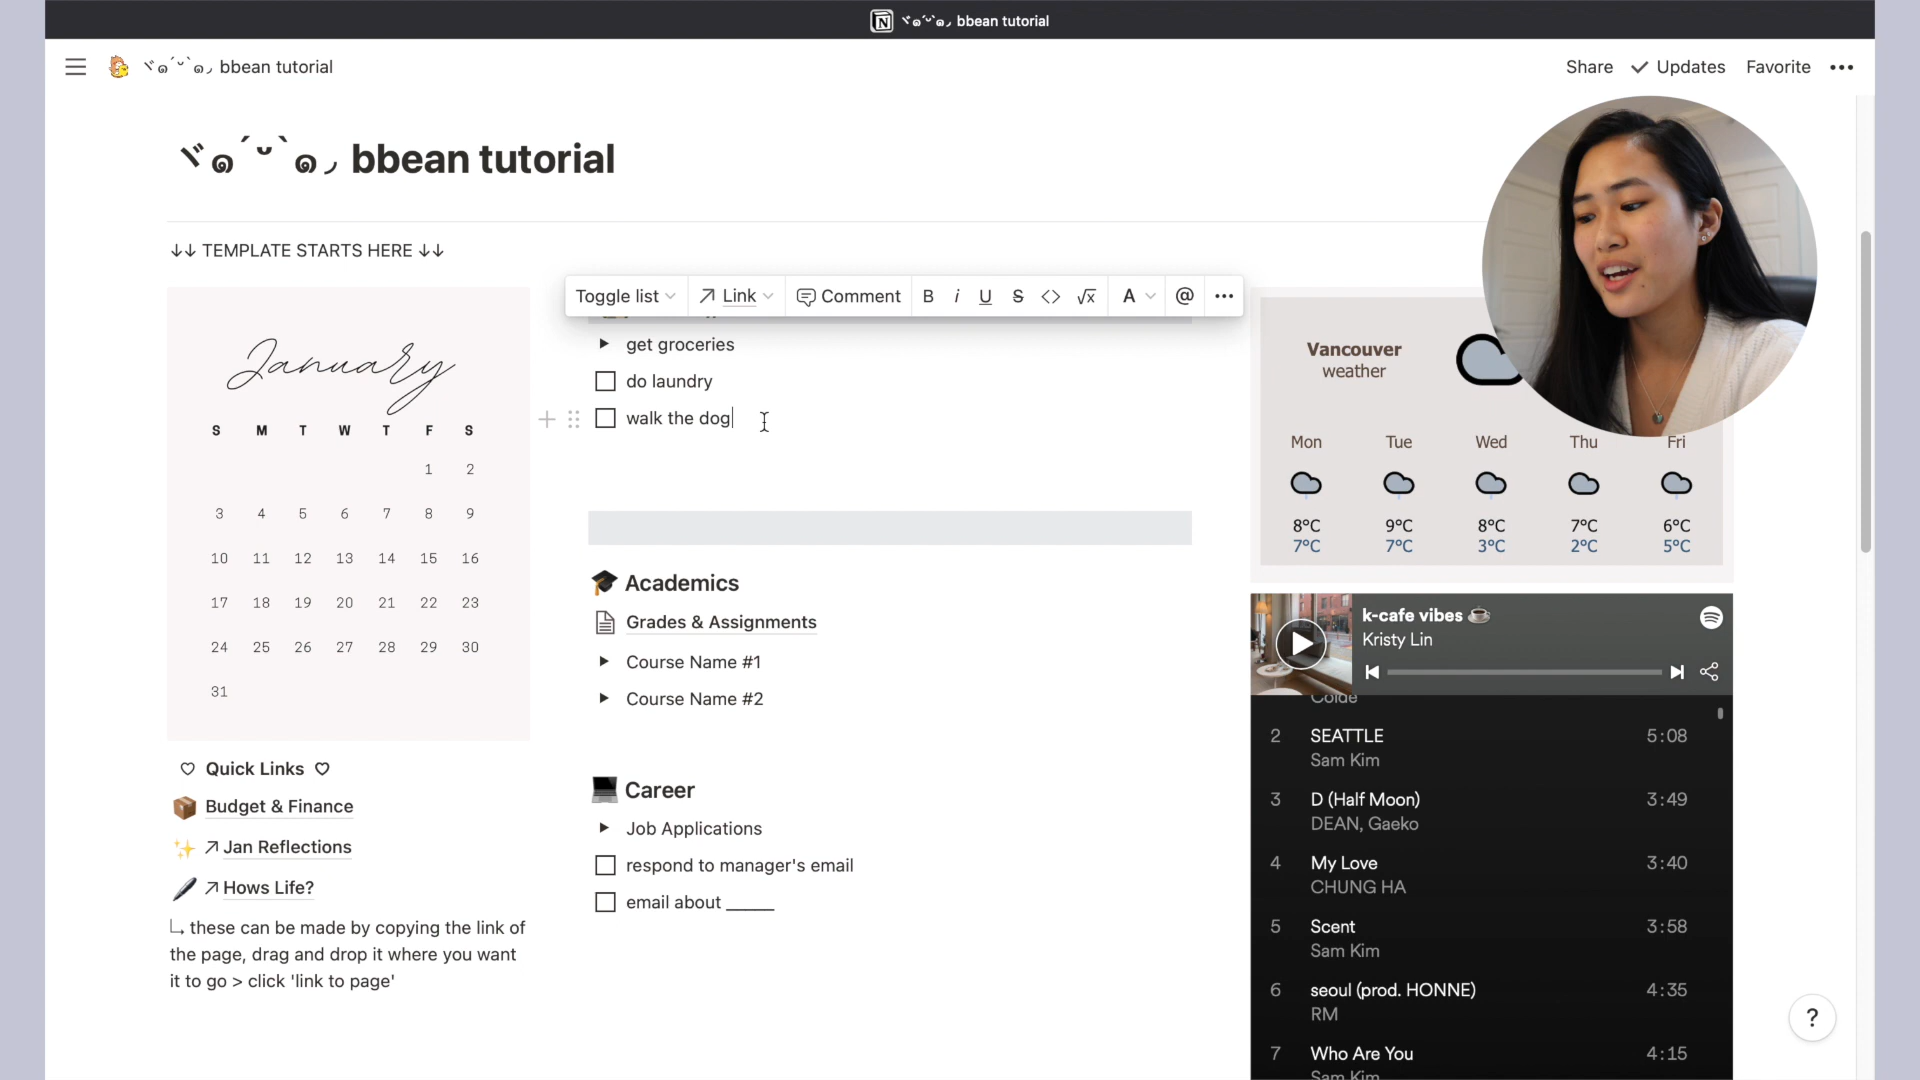 ヾ๑´˘`๑ノ bbean tutorial
ヾ๑´˘`๑ノ bbean tutorial
Share
Updates
Favorite
ヾ๑´˘`๑ノ bbean tutorial
↓↓ TEMPLATE STARTS HERE ↓↓
Toggle list
Link
Comment
B i U S <> √x A @ •••
January
S M T W T F S
1 2
3 4 5 6 7 8 9
10 11 12 13 14 15 16
17 18 19 20 21 22 23
24 25 26 27 28 29 30
31
♡ Quick Links ♡
Budget & Finance
Jan Reflections
Hows Life?
↳ these can be made by copying the link of
the page, drag and drop it where you want
it to go > click 'link to page'
get groceries
do laundry
walk the dog
Academics
Grades & Assignments
Course Name #1
Course Name #2
Career
Job Applications
respond to manager's email
email about ______
Vancouver
weather
Mon Tue Wed Thu Fri
8°C 9°C 8°C 7°C 6°C
7°C 7°C 3°C 2°C 5°C
k-cafe vibes ☕
Kristy Lin
Colde
2 SEATTLE 5:08
Sam Kim
3 D (Half Moon) 3:49
DEAN, Gaeko
4 My Love 3:40
CHUNG HA
5 Scent 3:58
Sam Kim
6 seoul (prod. HONNE) 4:35
RM
7 Who Are You 4:15
Sam Kim
?